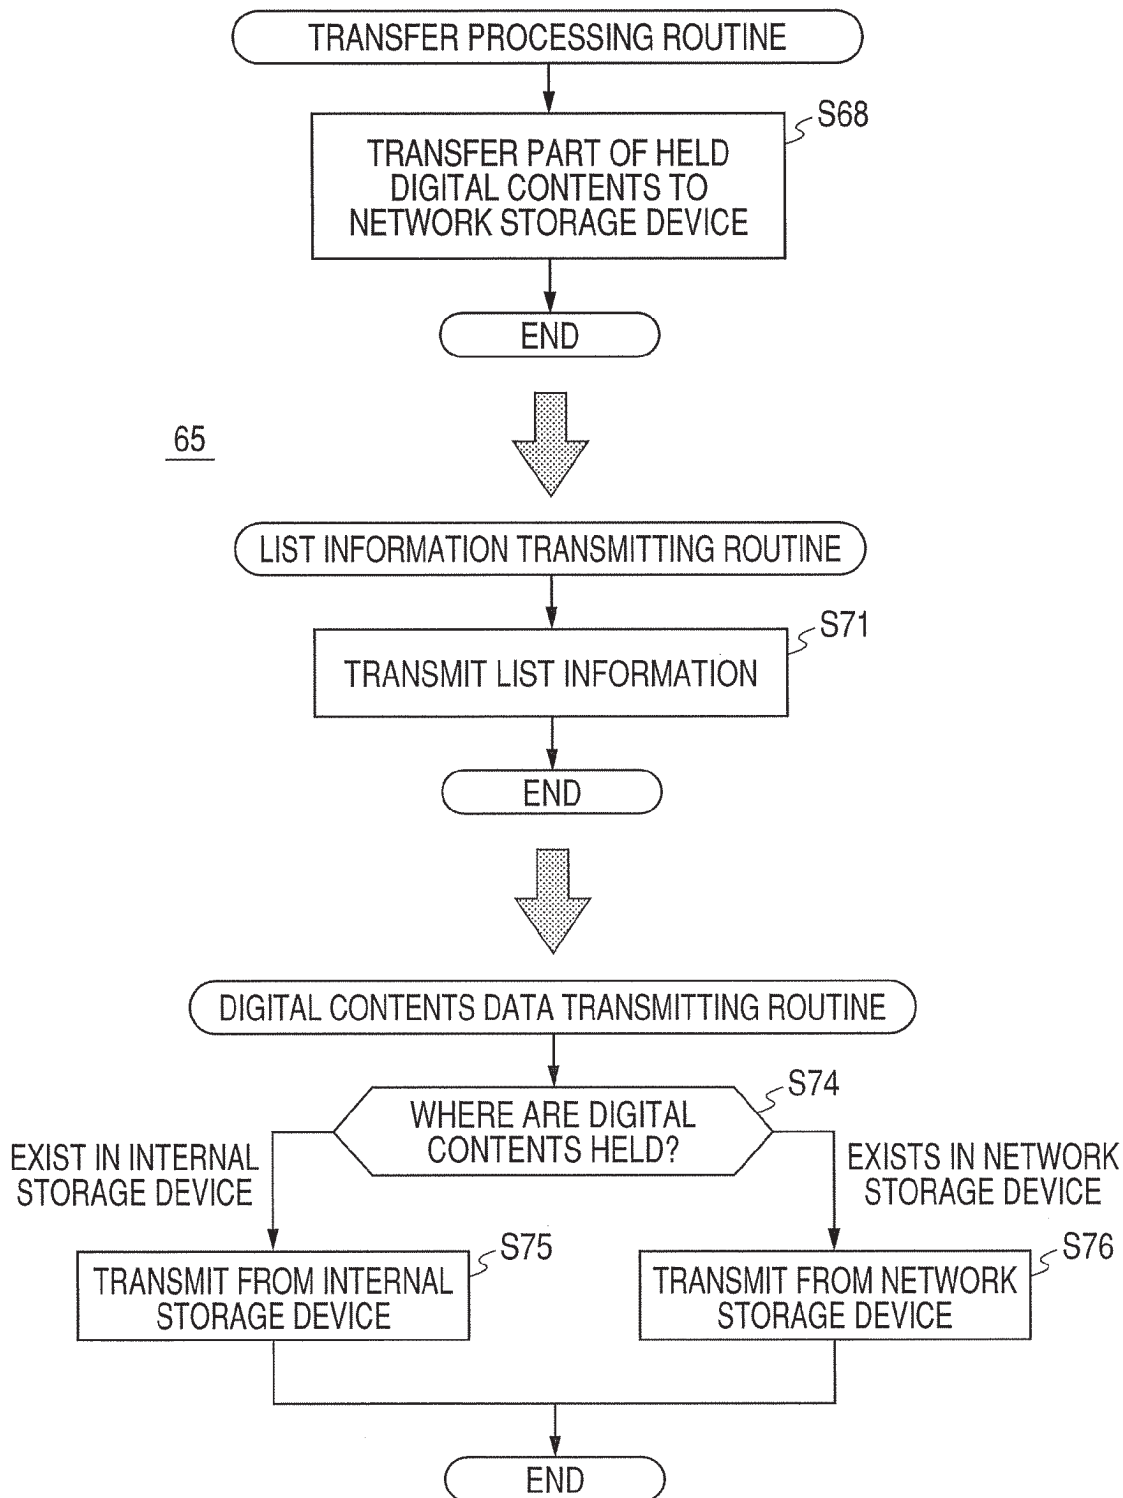 TRANSFER PROCESSING ROUTINE
S68
TRANSFER PART OF HELD
DIGITAL CONTENTS TO
NETWORK STORAGE DEVICE
END
65
LIST INFORMATION TRANSMITTING ROUTINE
S71
TRANSMIT LIST INFORMATION
END
DIGITAL CONTENTS DATA TRANSMITTING ROUTINE
S74
WHERE ARE DIGITAL
CONTENTS HELD?
EXIST IN INTERNAL
STORAGE DEVICE
EXISTS IN NETWORK
STORAGE DEVICE
S75
TRANSMIT FROM INTERNAL
STORAGE DEVICE
S76
TRANSMIT FROM NETWORK
STORAGE DEVICE
END